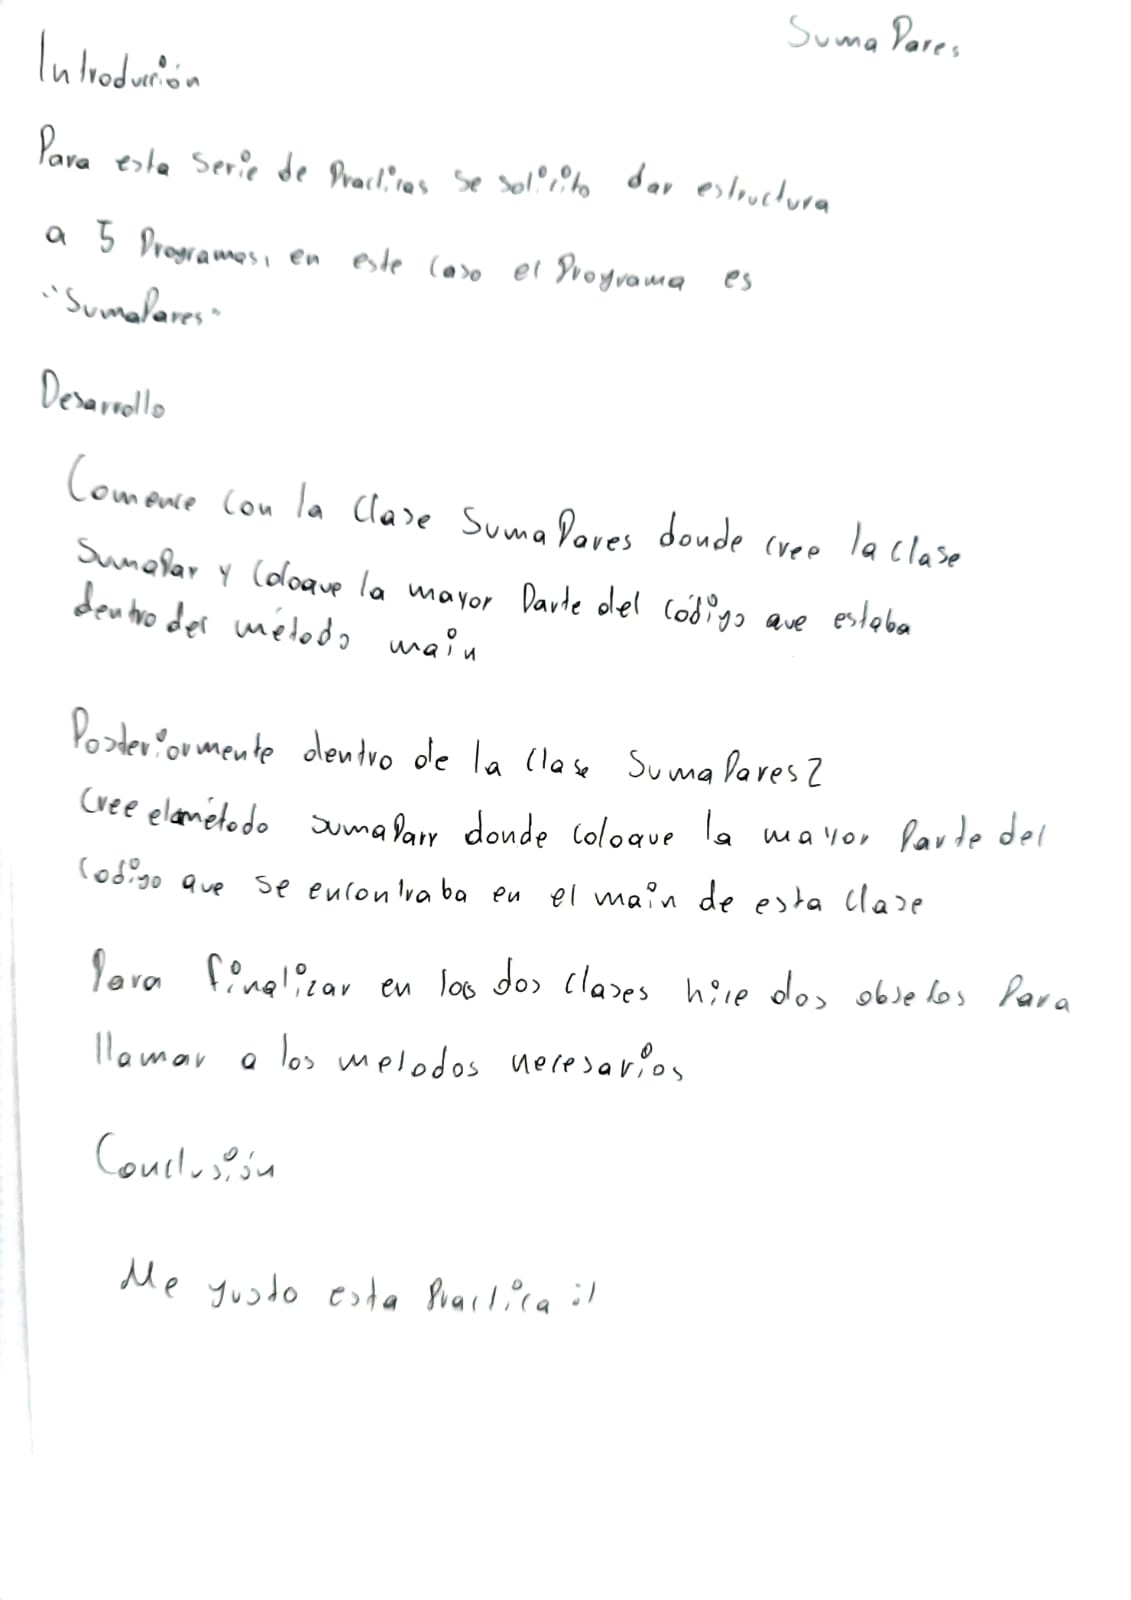 SumaPares
Introducción
Para esta serie de Practicas se solicito dar estructura
a 5 Programas, en este caso el Programa es
"SumaPares"
Desarrollo
Comence con la Clase SumaPares donde cree la clase
SumaPar y Coloque la mayor Parte del código que estaba
dentro del método main
Posteriormente dentro de la clase SumaPares2
Cree el método sumaParr donde coloque la mayor Parte del
Codigo que se encontraba en el main de esta Clase
Para finalizar en las dos clases hice dos objetos Para
llamar a los metodos necesarios
Conclusión
Me gusto esta Practica :)